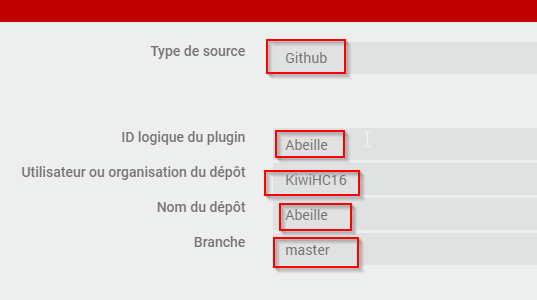 Type de source Github
ID logique du plugin Abeille
Utilisateur ou organisation du dépôt KiwiHC16
Nom du dépôt Abeille
Branche master